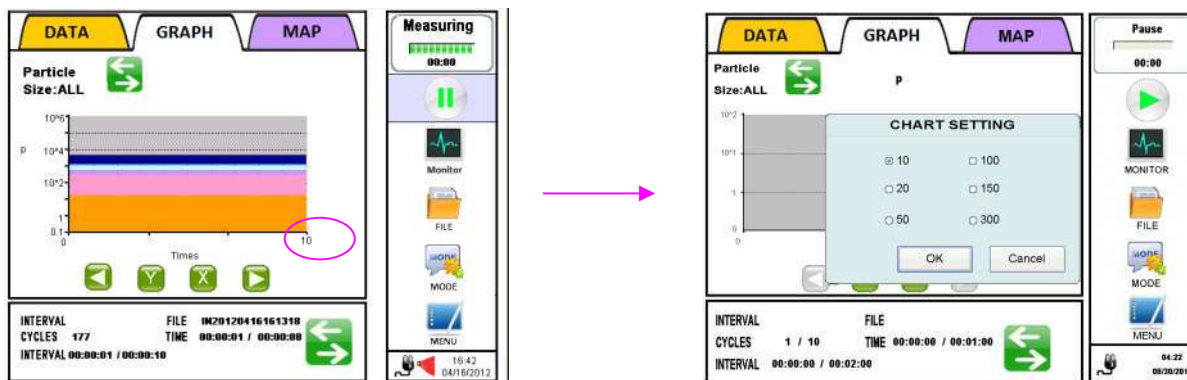 DATA GRAPH MAP
Particle
Size:ALL
10^6
p 10^4
10^2
1
0.1
0 10
Times
Y X
INTERVAL FILE IN20120416161318
CYCLES 177 TIME 00:00:01 / 00:00:08
INTERVAL 00:00:01 / 00:00:10
Measuring
00:00
Monitor
FILE
MODE
MODE
MENU
16:42
04/16/2012
DATA GRAPH MAP
Particle
Size:ALL
p
10^2
10^1
1
0
0
CHART SETTING
10 100
20 150
50 300
OK Cancel
INTERVAL FILE
CYCLES 1 / 10 TIME 00:00:00 / 00:01:00
INTERVAL 00:00:00 / 00:02:00
Pause
00:00
MONITOR
FILE
MODE
MODE
MENU
04:22